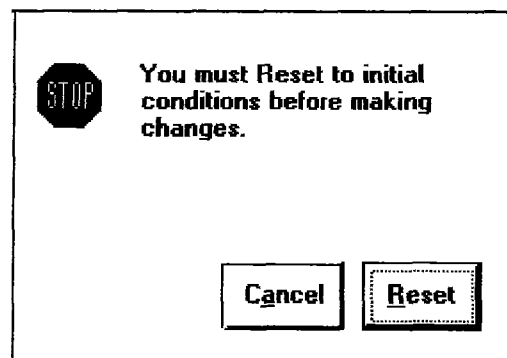 STOP
You must Reset to initial
conditions before making
changes.
Cancel
Reset